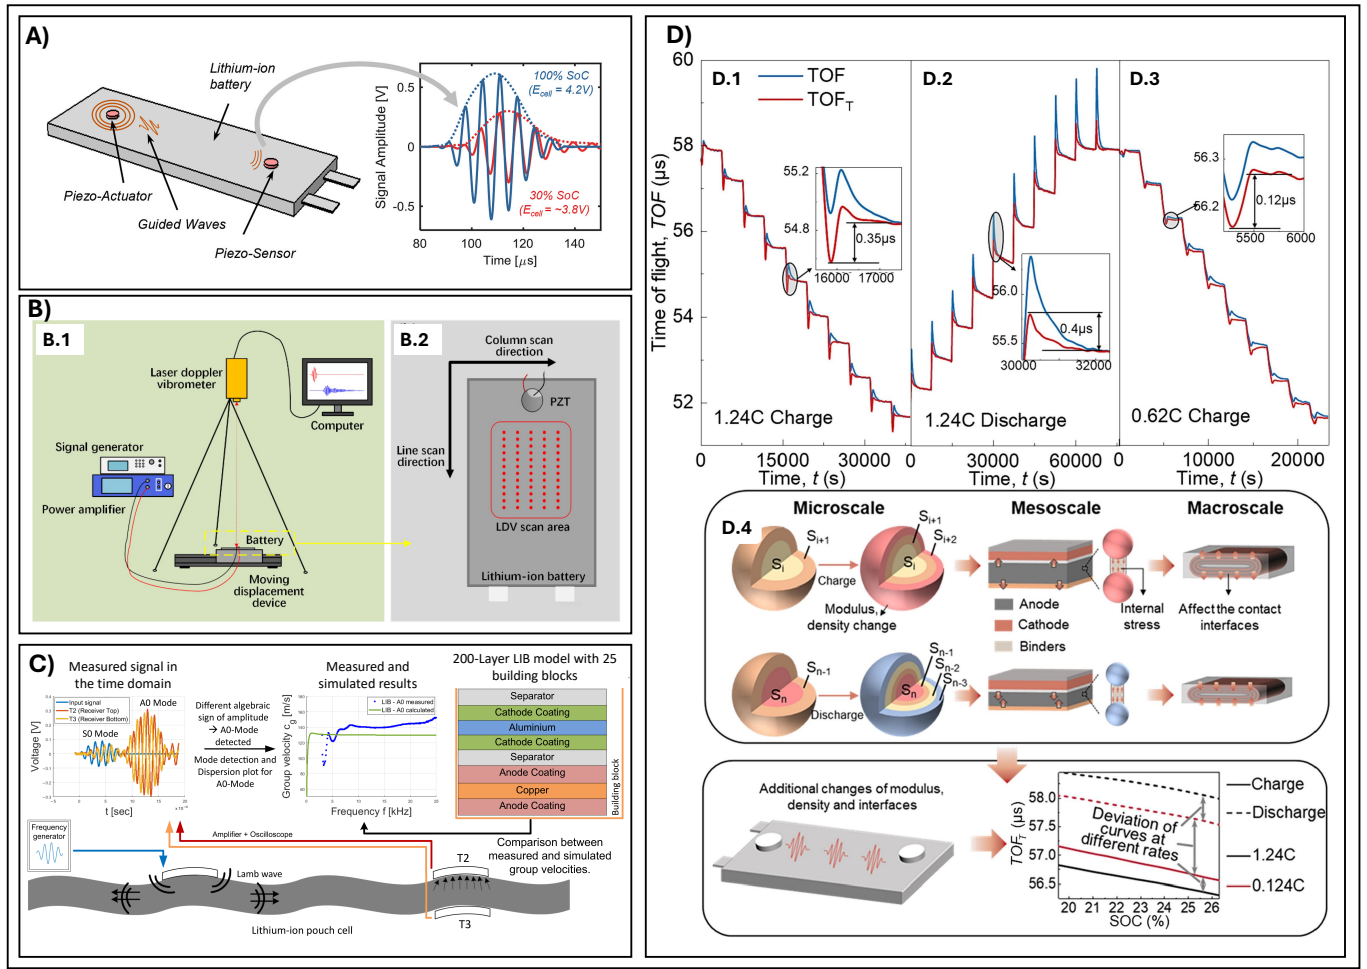 A)
Lithium-ion
battery
Piezo-Actuator
Guided Waves
Piezo-Sensor
Signal Amplitude [V]
0.5
0
-0.5
100% SoC
(Ecell = 4.2V)
30% SoC
(Ecell = ~3.8V)
80 100 120 140
Time [μs]
B)
B.1
Laser doppler
vibrometer
Computer
Signal generator
Power amplifier
Battery
Moving
displacement
device
B.2
Column scan
direction
PZT
Line scan
direction
LDV scan area
Lithium-ion battery
C)
Measured signal in
the time domain
Input signal
T2 (Receiver Top)
T3 (Receiver Bottom)
A0 Mode
S0 Mode
Voltage [V]
t [sec]
Different algebraic
sign of amplitude
→ A0-Mode
detected
Mode detection and
Dispersion plot for
A0-Mode
Measured and
simulated results
LIB - A0 measured
LIB - A0 calculated
Group velocity cg [m/s]
Frequency f [kHz]
200-Layer LIB model with 25
building blocks
Separator
Cathode Coating
Aluminium
Cathode Coating
Separator
Anode Coating
Copper
Anode Coating
Building block
Comparison between
measured and simulated
group velocities.
Frequency
generator
Amplifier + Oscilloscope
Lamb wave
T2
T3
Lithium-ion pouch cell
D)
D.1
TOF
TOFT
D.2
D.3
Time of flight, TOF (μs)
60
58
56
54
52
55.2
54.8
0.35μs
16000 17000
56.0
55.5
0.4μs
30000 32000
56.3
56.2
0.12μs
5500 6000
1.24C Charge
1.24C Discharge
0.62C Charge
0 15000 30000
0 30000 60000
0 10000 20000
Time, t (s)
Time, t (s)
Time, t (s)
D.4
Microscale
Mesoscale
Macroscale
Si
Si+1
Charge
Si
Si+1
Si+2
Modulus,
density change
Anode
Cathode
Binders
Internal
stress
Affect the contact
interfaces
Sn-1
Discharge
Sn
Sn-1
Sn-2
Sn-3
Additional changes of modulus,
density and interfaces
TOFT (μs)
58.0
57.5
57.0
56.5
Deviation of
curves at
different rates
20 21 22 23 24 25 26
SOC (%)
Charge
Discharge
1.24C
0.124C